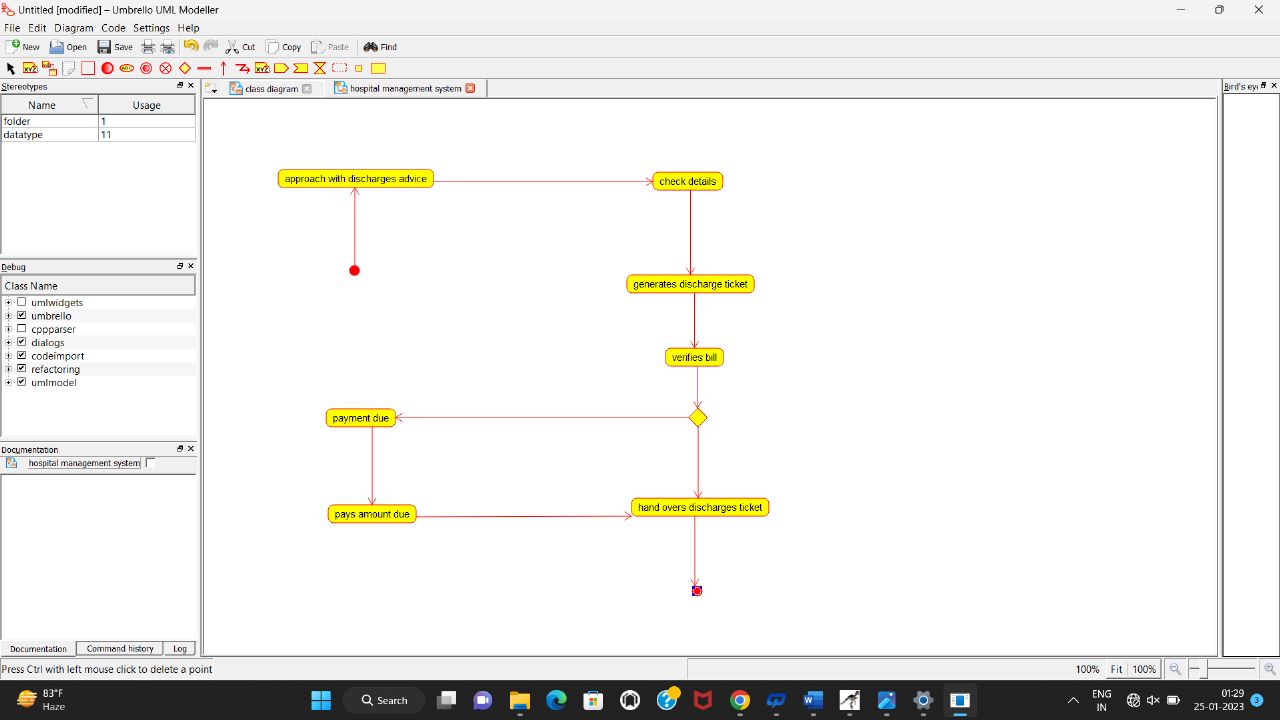 Untitled [modified] – Umbrello UML Modeller
File Edit Diagram Code Settings Help
New Open Save Cut Copy Paste Find
Stereotypes
Name Usage
folder 1
datatype 11
Debug
Class Name
umlwidgets
umbrello
cppparser
dialogs
codeimport
refactoring
umlmodel
Documentation
hospital management system
Documentation Command history Log
class diagram hospital management system
approach with discharges advice
check details
generates discharge ticket
verifies bill
payment due
pays amount due
hand overs discharges ticket
Bird's ey
Press Ctrl with left mouse click to delete a point
100% Fit 100%
83°F
Haze
Search
ENG
IN
01:29
25-01-2023
3